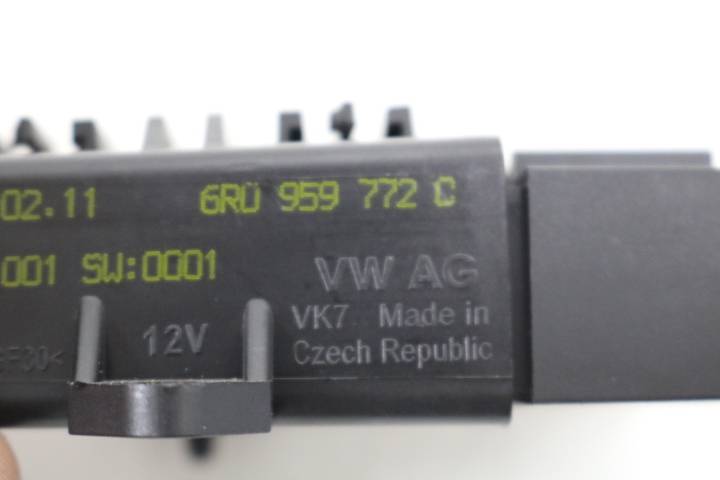 02.11 6R0 959 772 C
001 SW:0001
VW AG
12V
VK7 Made in
Czech Republic